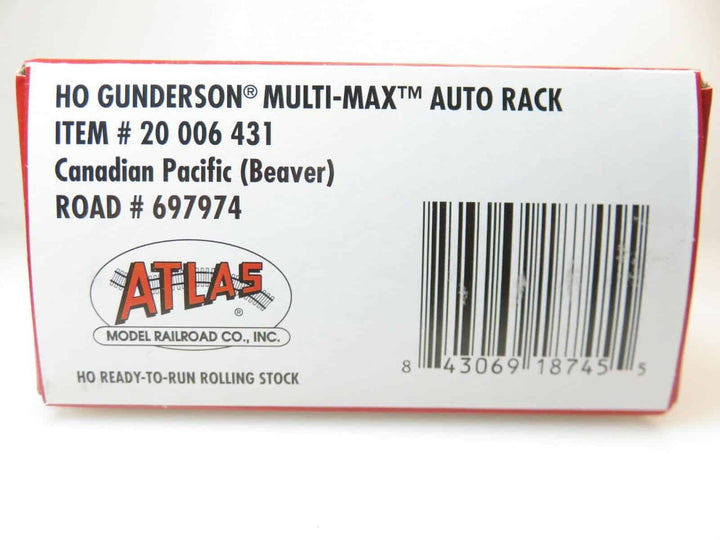 HO GUNDERSON® MULTI-MAX™ AUTO RACK
ITEM # 20 006 431
Canadian Pacific (Beaver)
ROAD # 697974
ATLAS®
MODEL RAILROAD CO., INC.
HO READY-TO-RUN ROLLING STOCK
8 43069 18745 5